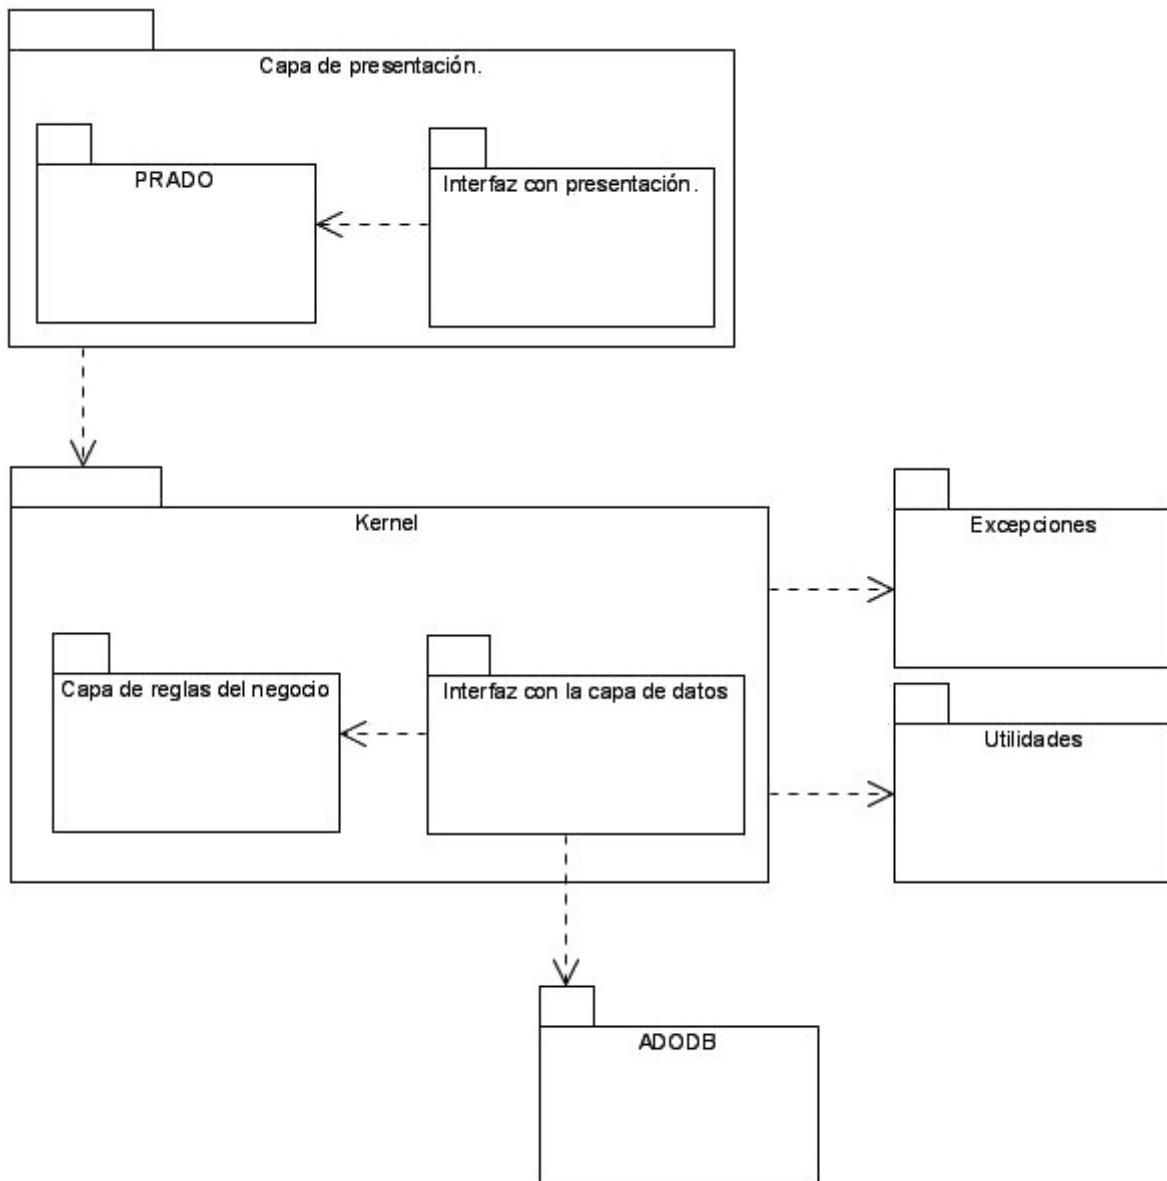 Capa de presentación.
PRADO
Interfaz con presentación.
Kernel
Excepciones
Capa de reglas del negocio
Interfaz con la capa de datos
Utilidades
ADODB